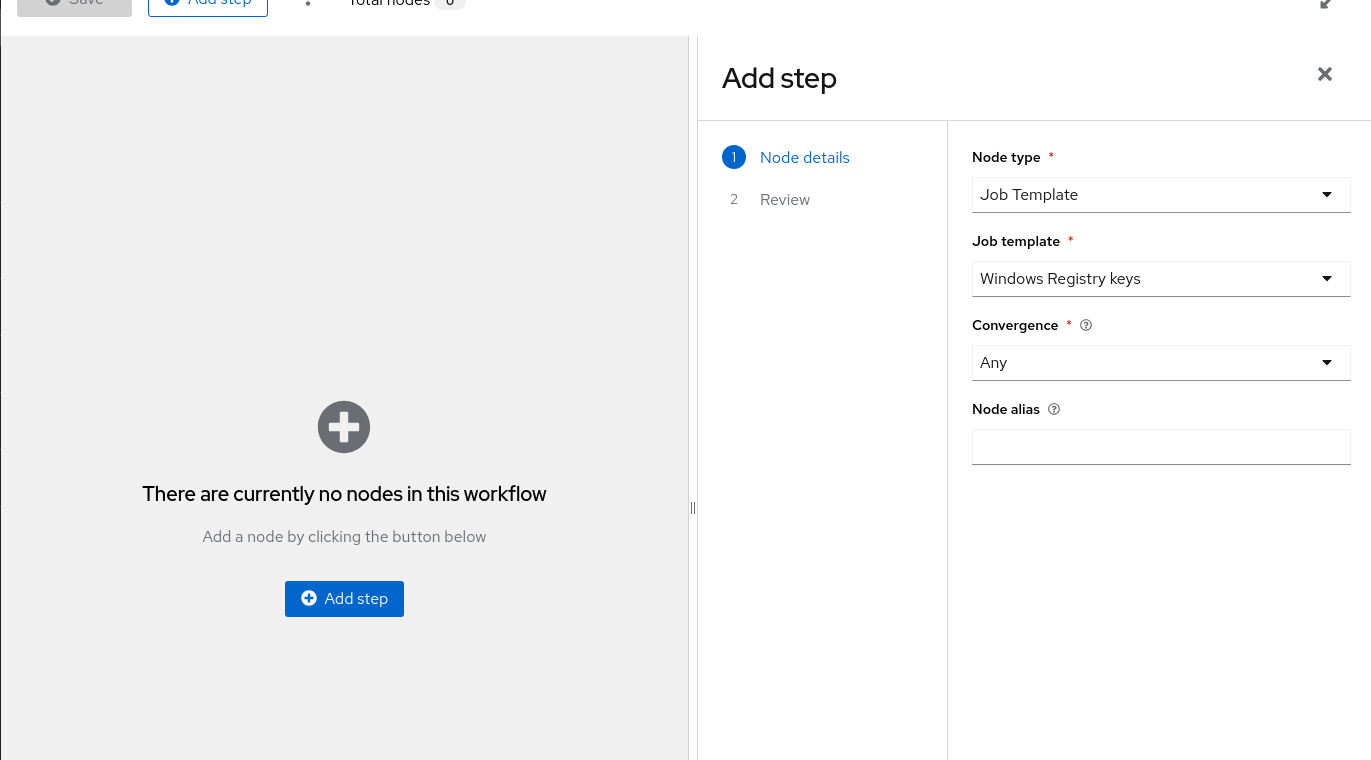 Save
Add step
Total nodes 0
Add step
1 Node details
2 Review
Node type *
Job Template
Job template *
Windows Registry keys
Convergence *
Any
Node alias
There are currently no nodes in this workflow
Add a node by clicking the button below
Add step